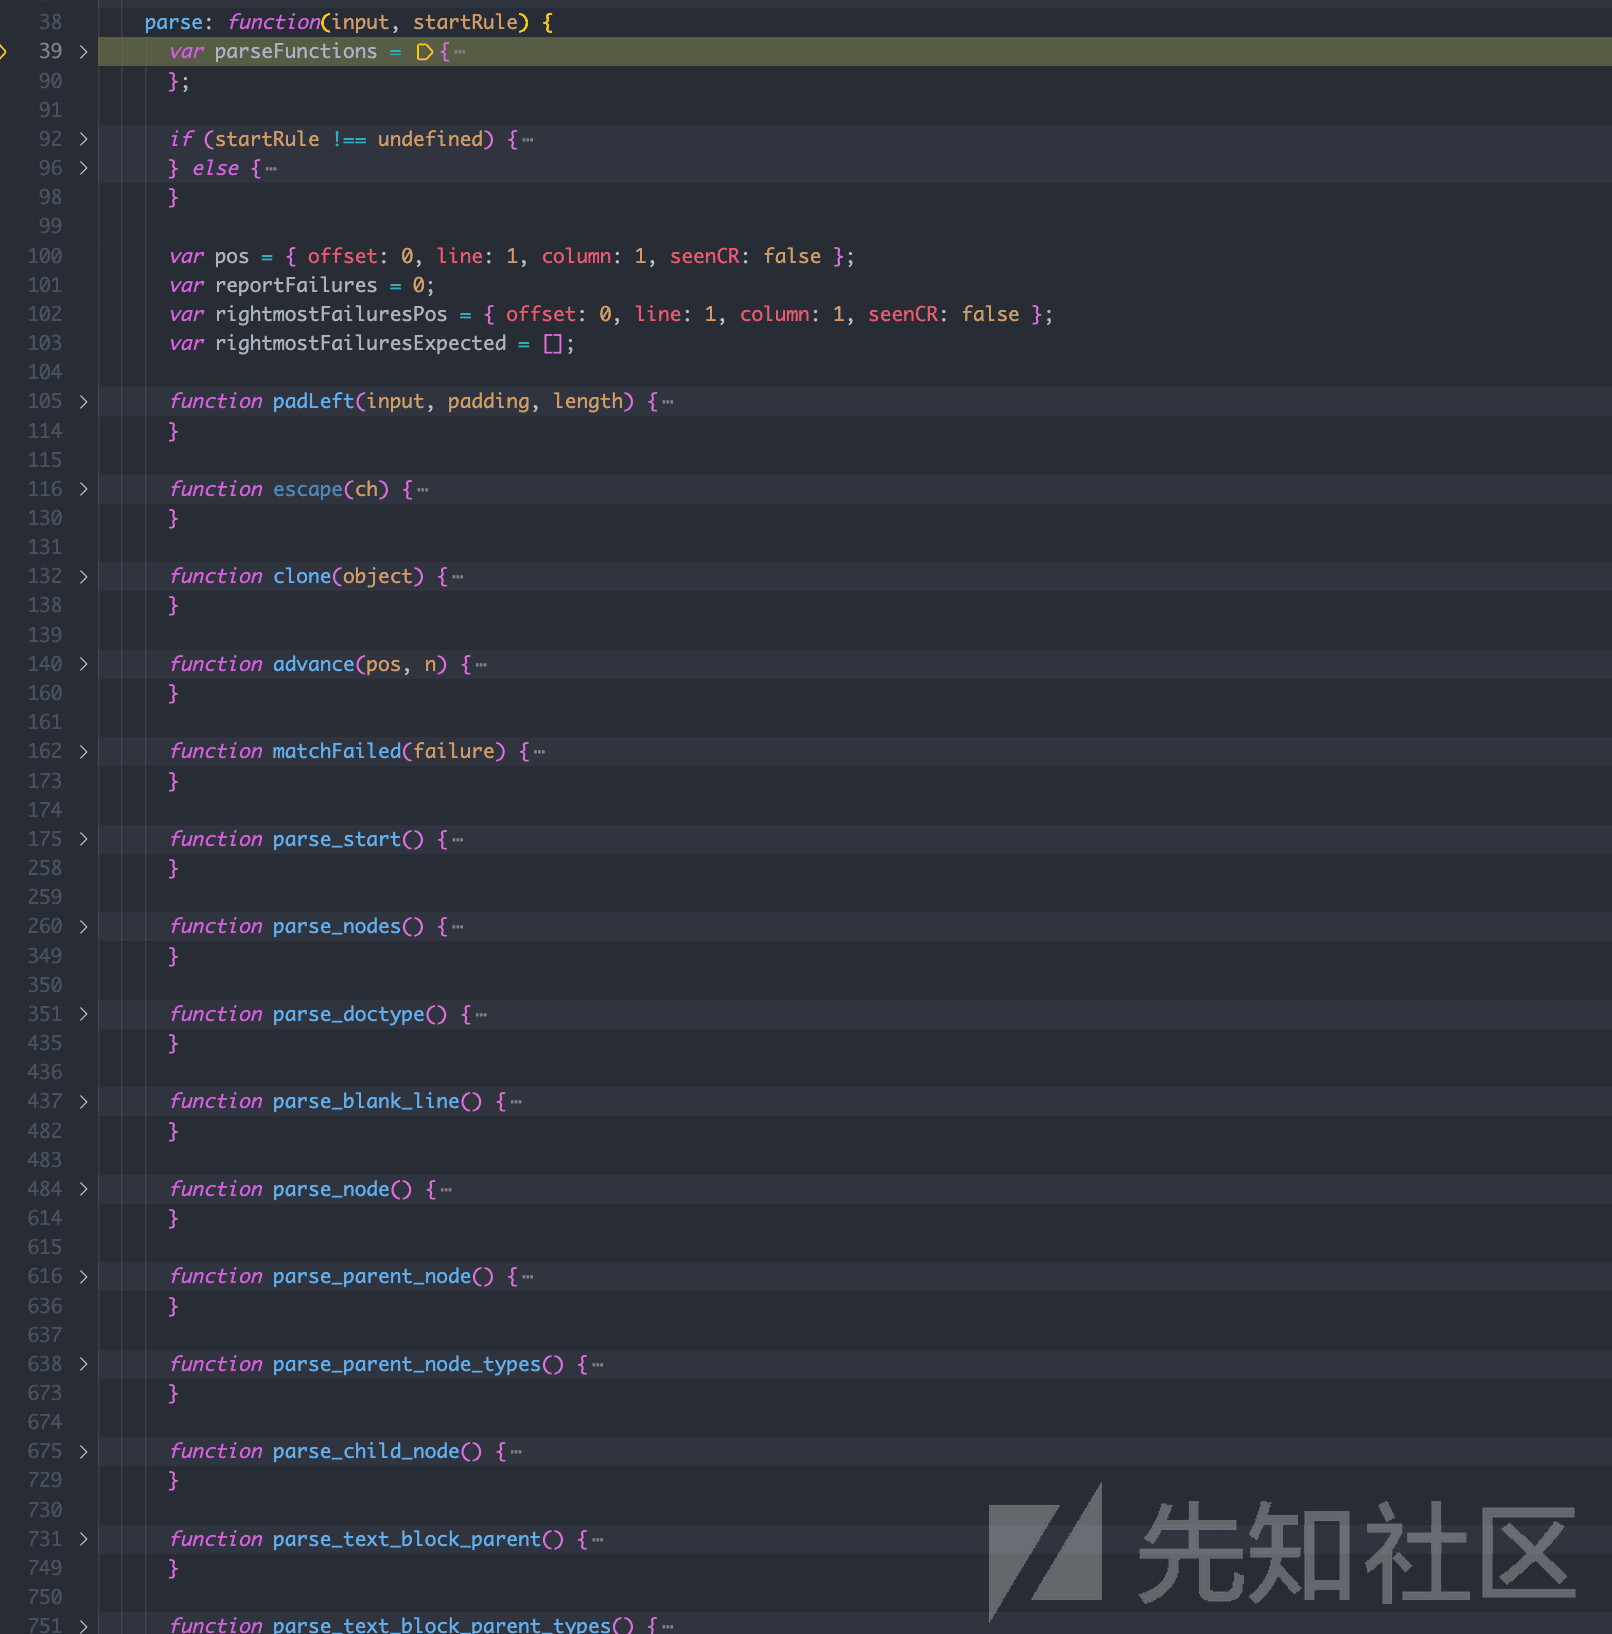 38 parse: function(input, startRule) {
39 > var parseFunctions = {…
90 };
91
92 > if (startRule !== undefined) {…
96 > } else {…
98 }
99
100 var pos = { offset: 0, line: 1, column: 1, seenCR: false };
101 var reportFailures = 0;
102 var rightmostFailuresPos = { offset: 0, line: 1, column: 1, seenCR: false };
103 var rightmostFailuresExpected = [];
104
105 > function padLeft(input, padding, length) {…
114 }
115
116 > function escape(ch) {…
130 }
131
132 > function clone(object) {…
138 }
139
140 > function advance(pos, n) {…
160 }
161
162 > function matchFailed(failure) {…
173 }
174
175 > function parse_start() {…
258 }
259
260 > function parse_nodes() {…
349 }
350
351 > function parse_doctype() {…
435 }
436
437 > function parse_blank_line() {…
482 }
483
484 > function parse_node() {…
614 }
615
616 > function parse_parent_node() {…
636 }
637
638 > function parse_parent_node_types() {…
673 }
674
675 > function parse_child_node() {…
729 }
730
731 > function parse_text_block_parent() {…
749 }
750
751 > function parse_text_block_parent_types() {…
先知社区